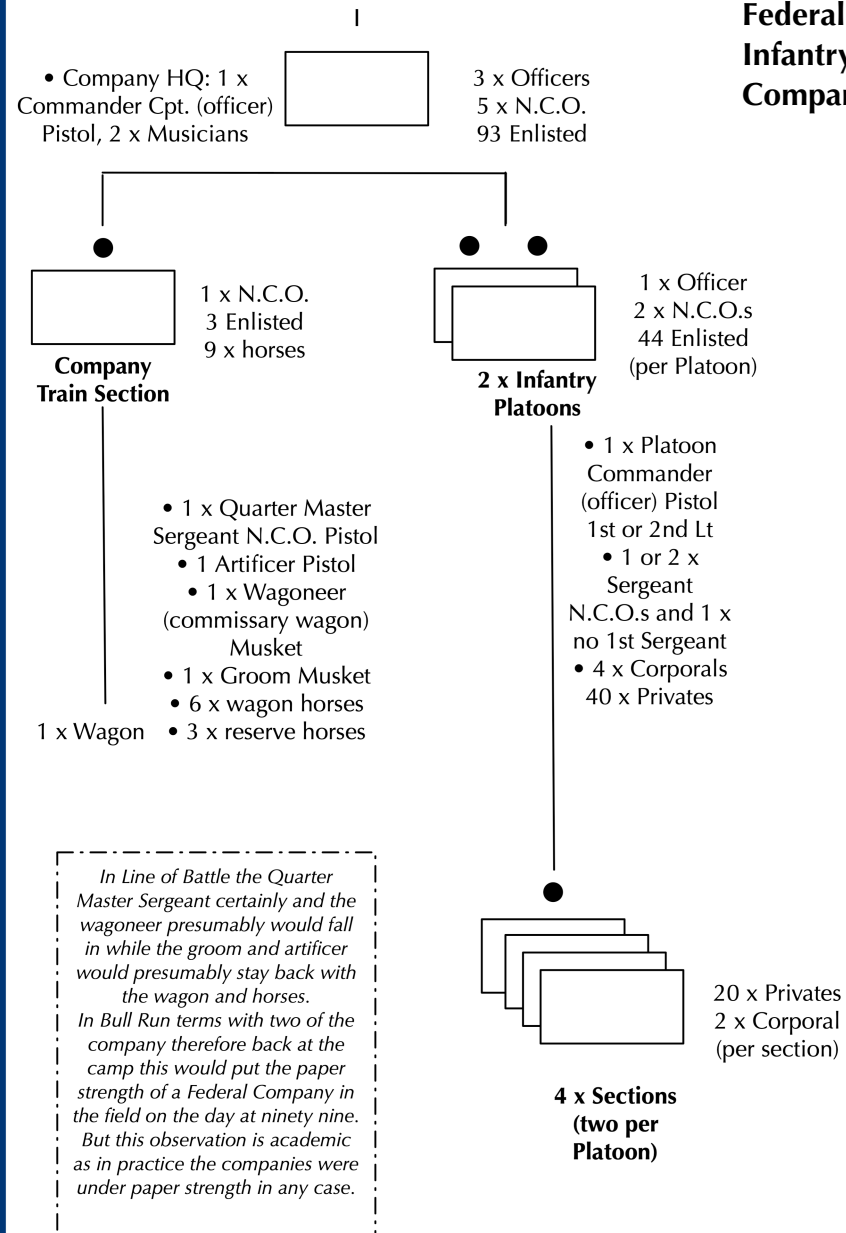 Federal
Infantry
Compan
I
• Company HQ: 1 x
Commander Cpt. (officer)
Pistol, 2 x Musicians
3 x Officers
5 x N.C.O.
93 Enlisted
1 x N.C.O.
3 Enlisted
9 x horses
Company
Train Section
1 x Officer
2 x N.C.O.s
44 Enlisted
(per Platoon)
2 x Infantry
Platoons
• 1 x Quarter Master
Sergeant N.C.O. Pistol
• 1 Artificer Pistol
• 1 x Wagoneer
(commissary wagon)
Musket
• 1 x Groom Musket
• 6 x wagon horses
• 3 x reserve horses
1 x Wagon
• 1 x Platoon
Commander
(officer) Pistol
1st or 2nd Lt
• 1 or 2 x
Sergeant
N.C.O.s and 1 x
no 1st Sergeant
• 4 x Corporals
40 x Privates
In Line of Battle the Quarter
Master Sergeant certainly and the
wagoneer presumably would fall
in while the groom and artificer
would presumably stay back with
the wagon and horses.
In Bull Run terms with two of the
company therefore back at the
camp this would put the paper
strength of a Federal Company in
the field on the day at ninety nine.
But this observation is academic
as in practice the companies were
under paper strength in any case.
20 x Privates
2 x Corporal
(per section)
4 x Sections
(two per
Platoon)